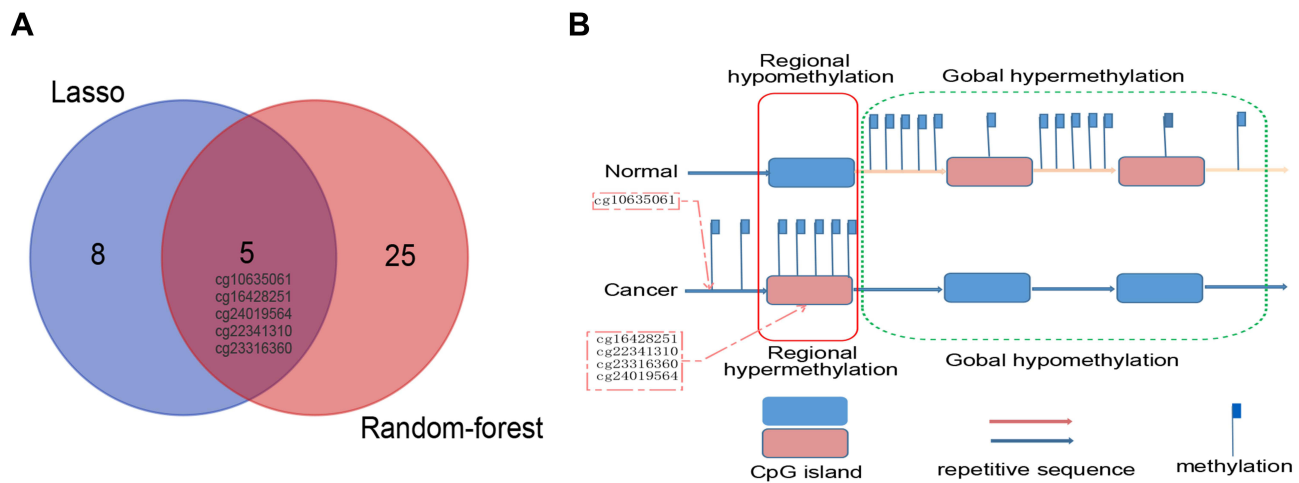 A
Lasso
8
5
25
cg10635061
cg16428251
cg24019564
cg22341310
cg23316360
Random-forest
B
Regional
hypomethylation
Gobal hypermethylation
Normal
cg10635061
Cancer
cg16428251
cg22341310
cg23316360
cg24019564
Regional
hypermethylation
Gobal hypomethylation
CpG island
repetitive sequence
methylation